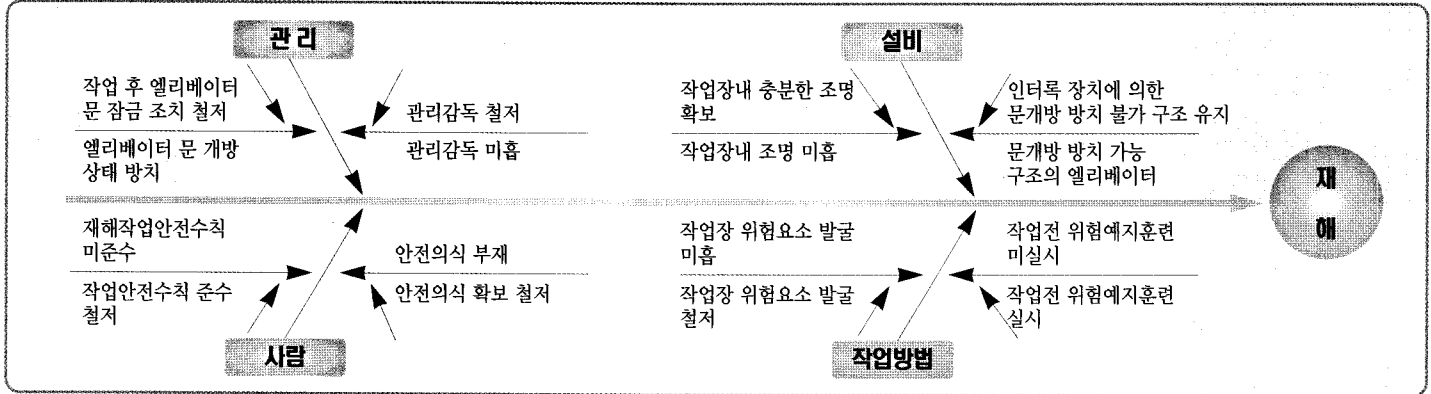 관 리
작업 후 엘리베이터
문 잠금 조치 철저
엘리베이터 문 개방
상태 방치
관리감독 철저
관리감독 미흡
설비
작업장내 충분한 조명
확보
작업장내 조명 미흡
인터록 장치에 의한
문개방 방치 불가 구조 유지
문개방 방치 가능
구조의 엘리베이터
재
해
재해작업안전수칙
미준수
작업안전수칙 준수
철저
안전의식 부재
안전의식 확보 철저
사람
작업장 위험요소 발굴
미흡
작업장 위험요소 발굴
철저
작업전 위험예지훈련
미실시
작업전 위험예지훈련
실시
작업방법